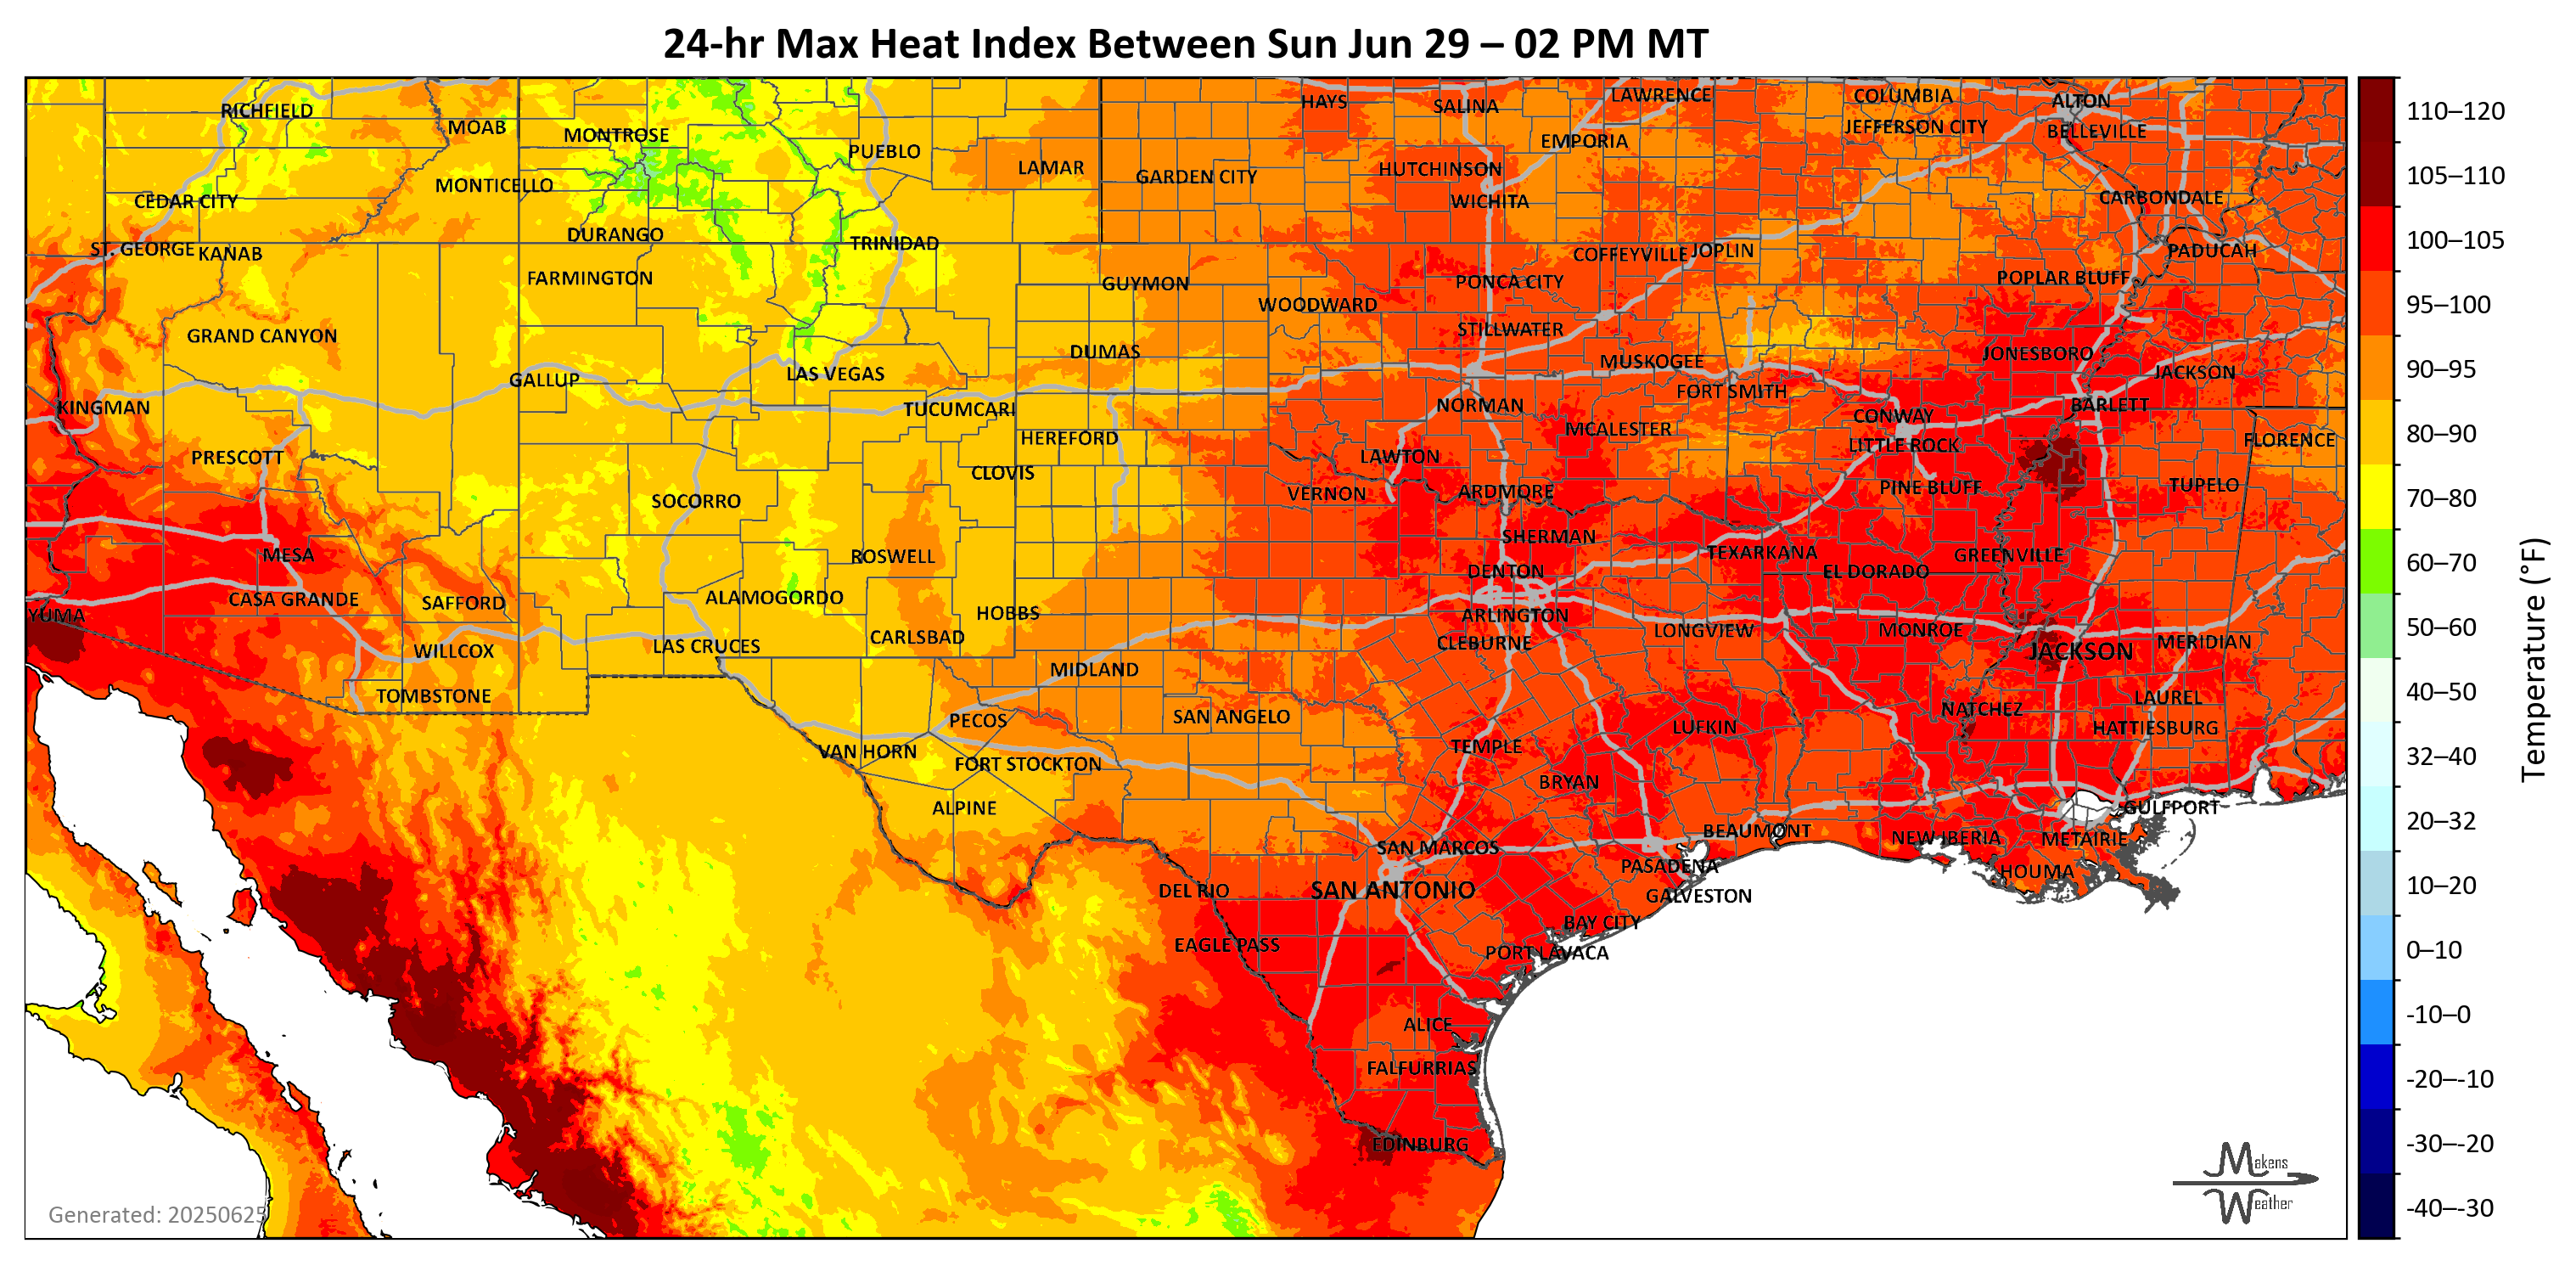 24-hr Max Heat Index Between Sun Jun 29 – 02 PM MT
RICHFIELD
MOAB
MONTROSE
PUEBLO
LAMAR
GARDEN CITY
HAYS
SALINA
LAWRENCE
EMPORIA
HUTCHINSON
WICHITA
COLUMBIA
JEFFERSON CITY
ALTON
BELLEVILLE
CARBONDALE
CEDAR CITY
MONTICELLO
ST. GEORGE
KANAB
DURANGO
TRINIDAD
FARMINGTON
GUYMON
WOODWARD
PONCA CITY
COFFEYVILLE
JOPLIN
POPLAR BLUFF
PADUCAH
GRAND CANYON
DUMAS
STILLWATER
MUSKOGEE
JONESBORO
JACKSON
GALLUP
LAS VEGAS
FORT SMITH
KINGMAN
TUCUMCARI
NORMAN
CONWAY
BARLETT
HEREFORD
MCALESTER
LITTLE ROCK
FLORENCE
PRESCOTT
CLOVIS
LAWTON
SOCORRO
VERNON
ARDMORE
PINE BLUFF
TUPELO
MESA
ROSWELL
SHERMAN
TEXARKANA
GREENVILLE
DENTON
EL DORADO
CASA GRANDE
SAFFORD
ALAMOGORDO
HOBBS
ARLINGTON
YUMA
WILLCOX
LAS CRUCES
CARLSBAD
CLEBURNE
LONGVIEW
MONROE
JACKSON
MERIDIAN
MIDLAND
TOMBSTONE
LAUREL
PECOS
SAN ANGELO
LUFKIN
NATCHEZ
HATTIESBURG
VAN HORN
FORT STOCKTON
TEMPLE
BRYAN
ALPINE
GULFPORT
SAN MARCOS
BEAUMONT
NEW IBERIA
METAIRIE
PASADENA
HOUMA
DEL RIO
SAN ANTONIO
GALVESTON
BAY CITY
EAGLE PASS
PORT LAVACA
ALICE
FALFURRIAS
EDINBURG
Generated: 20250625
Makens
Weather
110–120
105–110
100–105
95–100
90–95
80–90
70–80
60–70
50–60
40–50
32–40
20–32
10–20
0–10
-10–0
-20–-10
-30–-20
-40–-30
Temperature (°F)